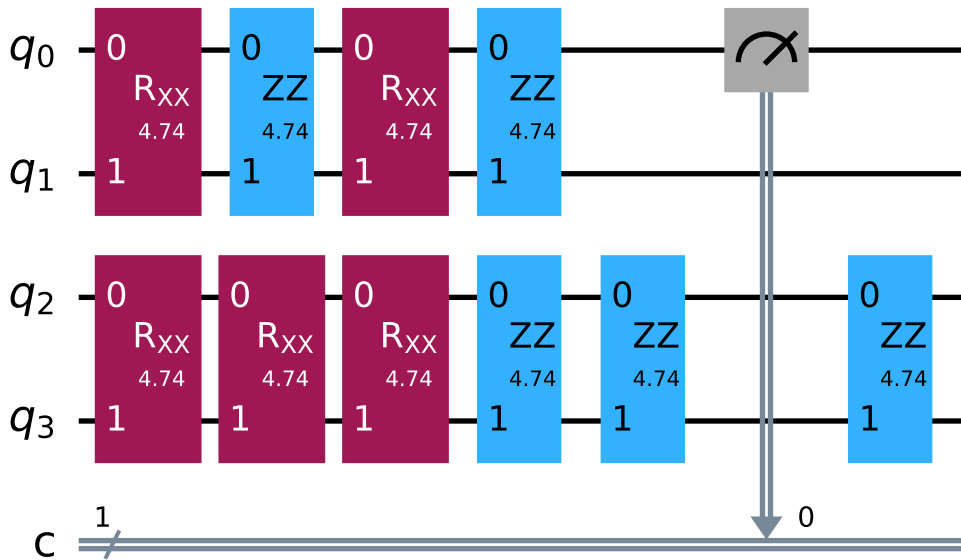 q0 0 0 0 0
RXX ZZ RXX ZZ
4.74 4.74 4.74 4.74
q1 1 1 1 1
q2 0 0 0 0 0 0
RXX RXX RXX ZZ ZZ ZZ
4.74 4.74 4.74 4.74 4.74 4.74
q3 1 1 1 1 1 1
1 0
c